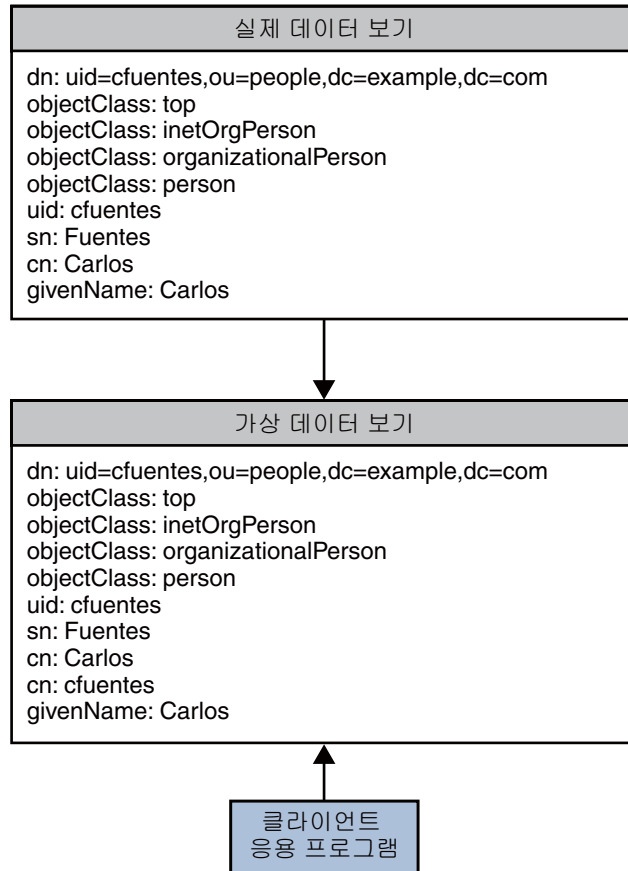 실제 데이터 보기
dn: uid=cfuentes,ou=people,dc=example,dc=com
objectClass: top
objectClass: inetOrgPerson
objectClass: organizationalPerson
objectClass: person
uid: cfuentes
sn: Fuentes
cn: Carlos
givenName: Carlos
가상 데이터 보기
dn: uid=cfuentes,ou=people,dc=example,dc=com
objectClass: top
objectClass: inetOrgPerson
objectClass: organizationalPerson
objectClass: person
uid: cfuentes
sn: Fuentes
cn: Carlos
cn: cfuentes
givenName: Carlos
클라이언트
응용 프로그램